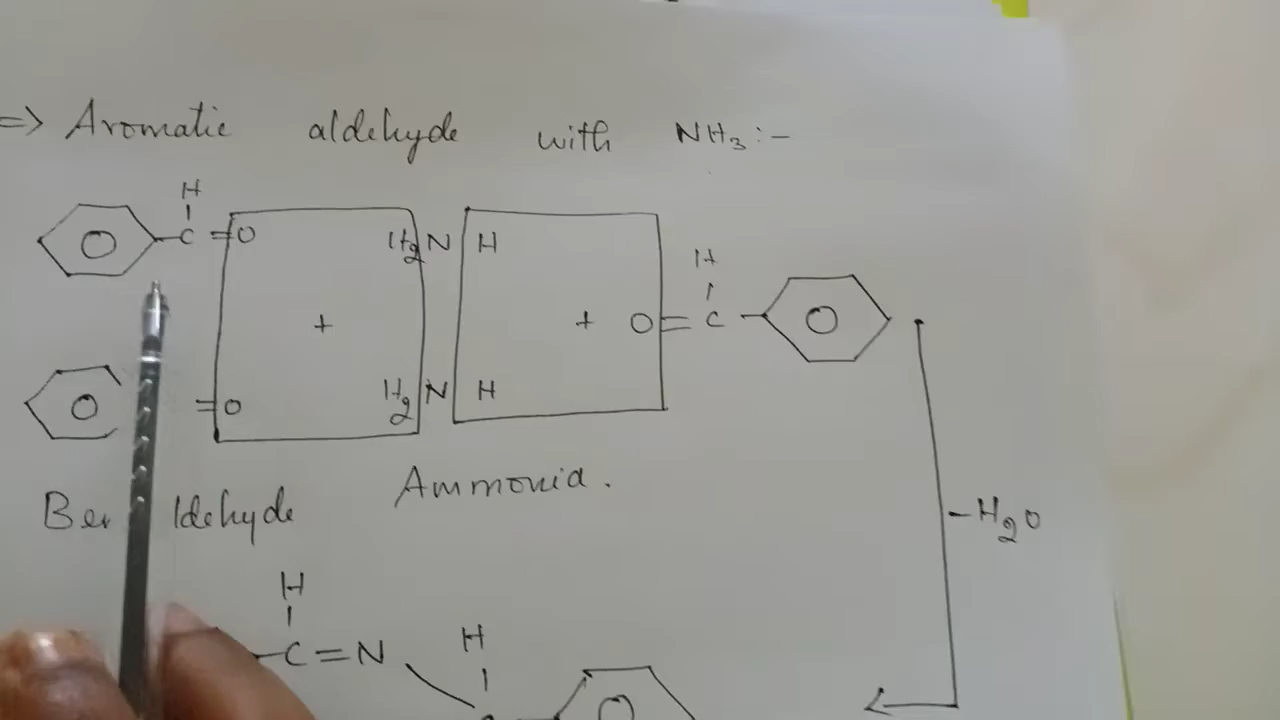 => Aromatic aldehyde with NH3:-
H
C =O H2N H H
+ + O = C
=O H2N H
Ammonia.
ldehyde
-H2O
H
-C=N H